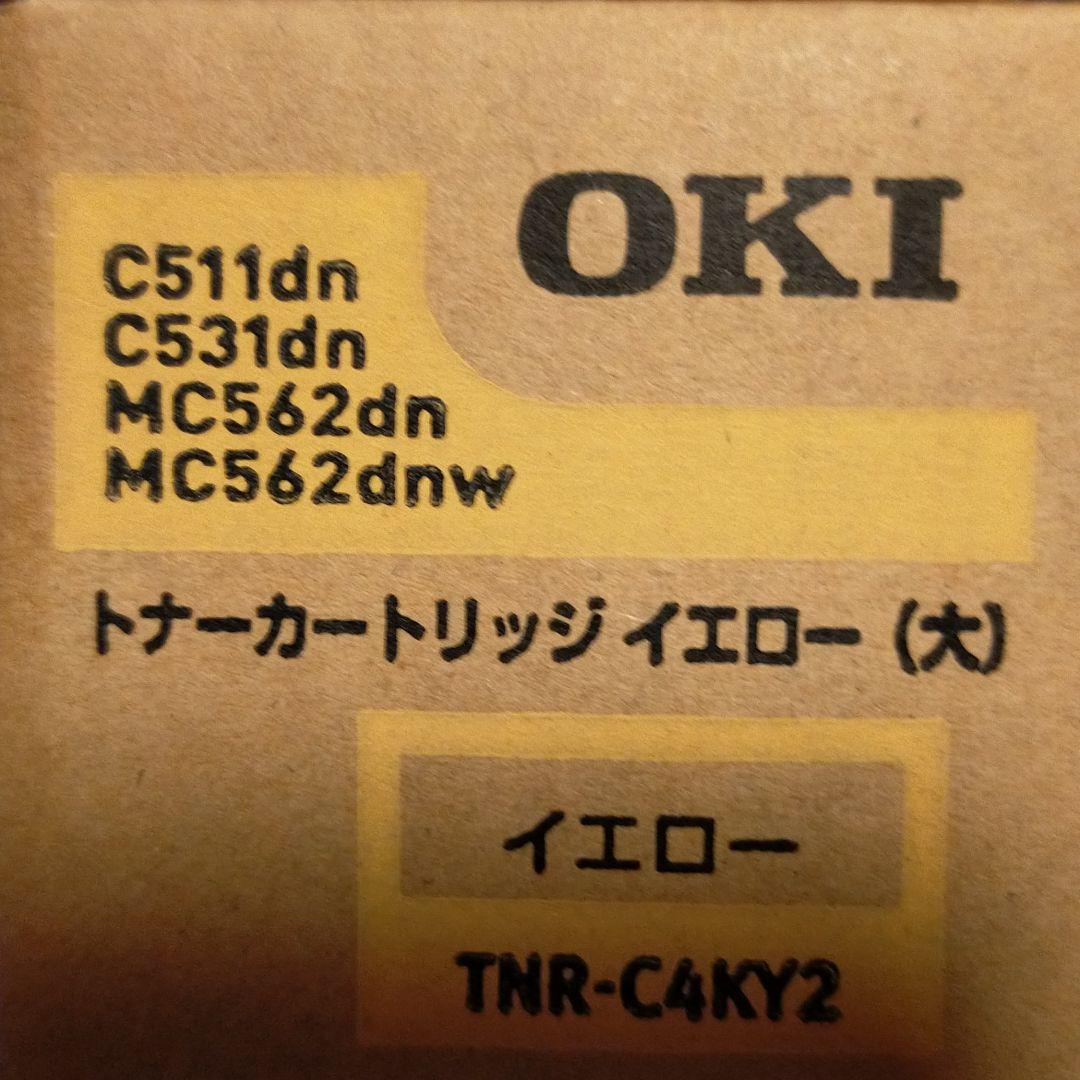 OKI
C511dn
C531dn
MC562dn
MC562dnw
トナーカートリッジ イエロー (大)
イエロー
TNR-C4KY2